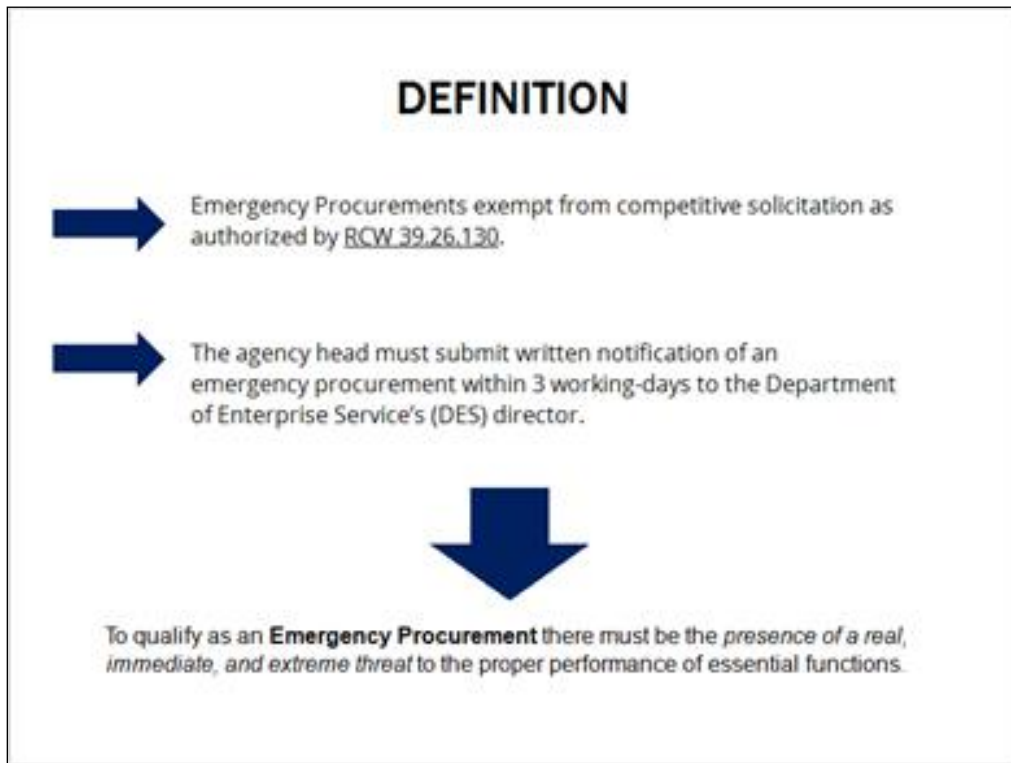 DEFINITION
Emergency Procurements exempt from competitive solicitation as
authorized by RCW 39.26.130.
The agency head must submit written notification of an
emergency procurement within 3 working-days to the Department
of Enterprise Service's (DES) director.
To qualify as an Emergency Procurement there must be the presence of a real,
immediate, and extreme threat to the proper performance of essential functions.